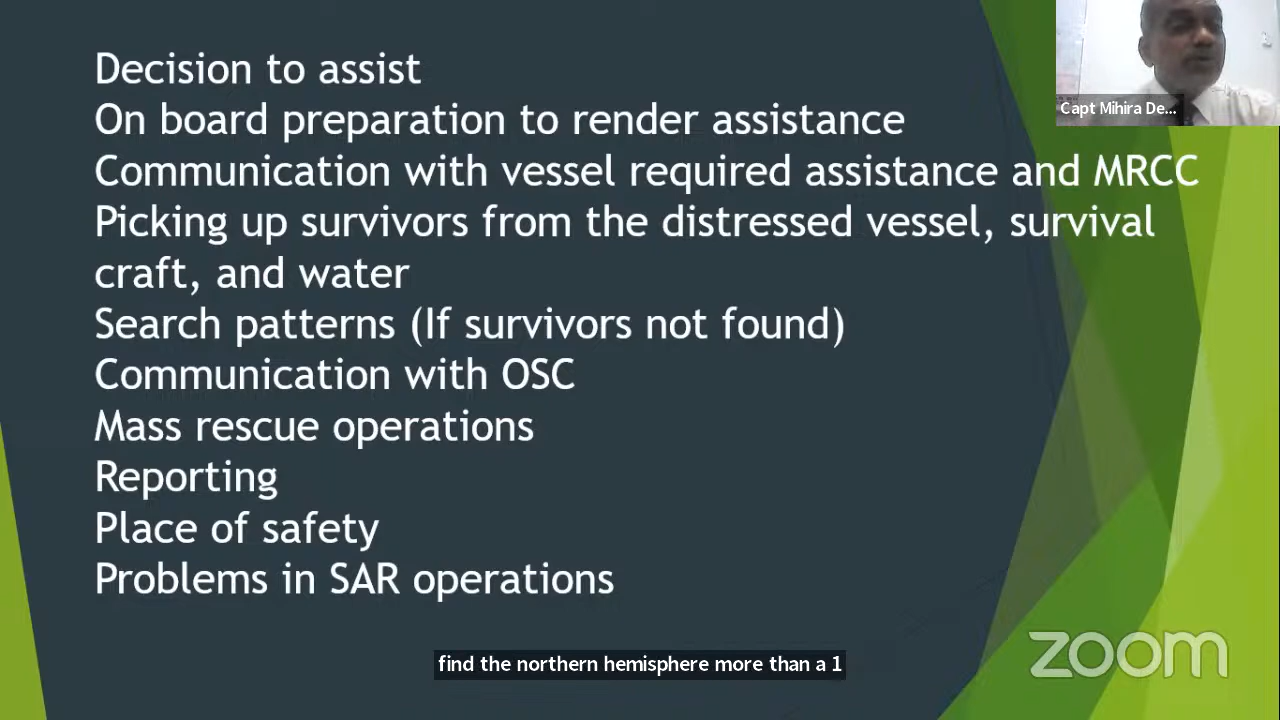 Decision to assist
On board preparation to render assistance
Communication with vessel required assistance and MRCC
Picking up survivors from the distressed vessel, survival
craft, and water
Search patterns (If survivors not found)
Communication with OSC
Mass rescue operations
Reporting
Place of safety
Problems in SAR operations
Capt Mihira De...
find the northern hemisphere more than a 1
zoom